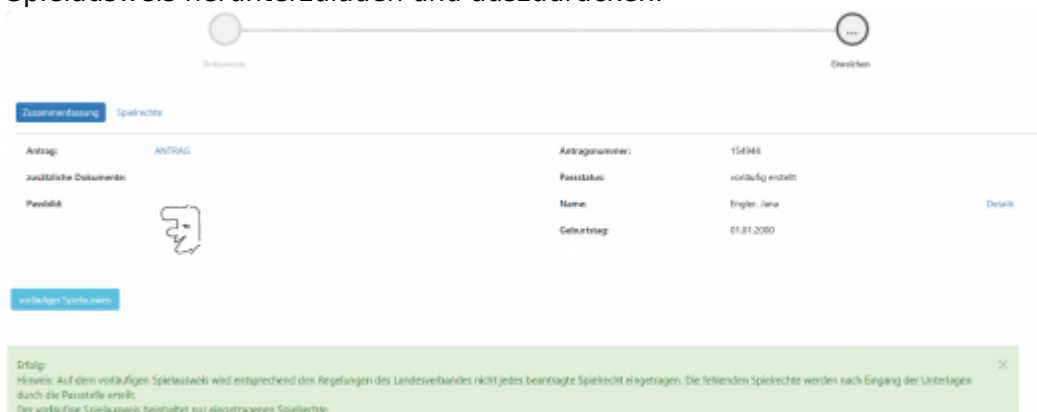 Spielausweis herunterzuladen und auszudrucken.
...
Dokumente
Einreichen
Zusammenfassung Spielrechte
Antrag: ANTRAG Antragsnummer: 154944
zusätzliche Dokumente: Passstatus: vorläufig erstellt
Passbild: Name: Engler, Jana Details
Geburtstag: 01.01.2000
vorläufiger Spielausweis
Erfolg:
Hinweis: Auf dem vorläufigen Spielausweis wird entsprechend den Regelungen des Landesverbandes nicht jedes beantragte Spielrecht eingetragen. Die fehlenden Spielrechte werden nach Eingang der Unterlagen
durch die Passstelle erteilt.
Der vorläufige Spielausweis beinhaltet nur eingetragenen Spielrechte.